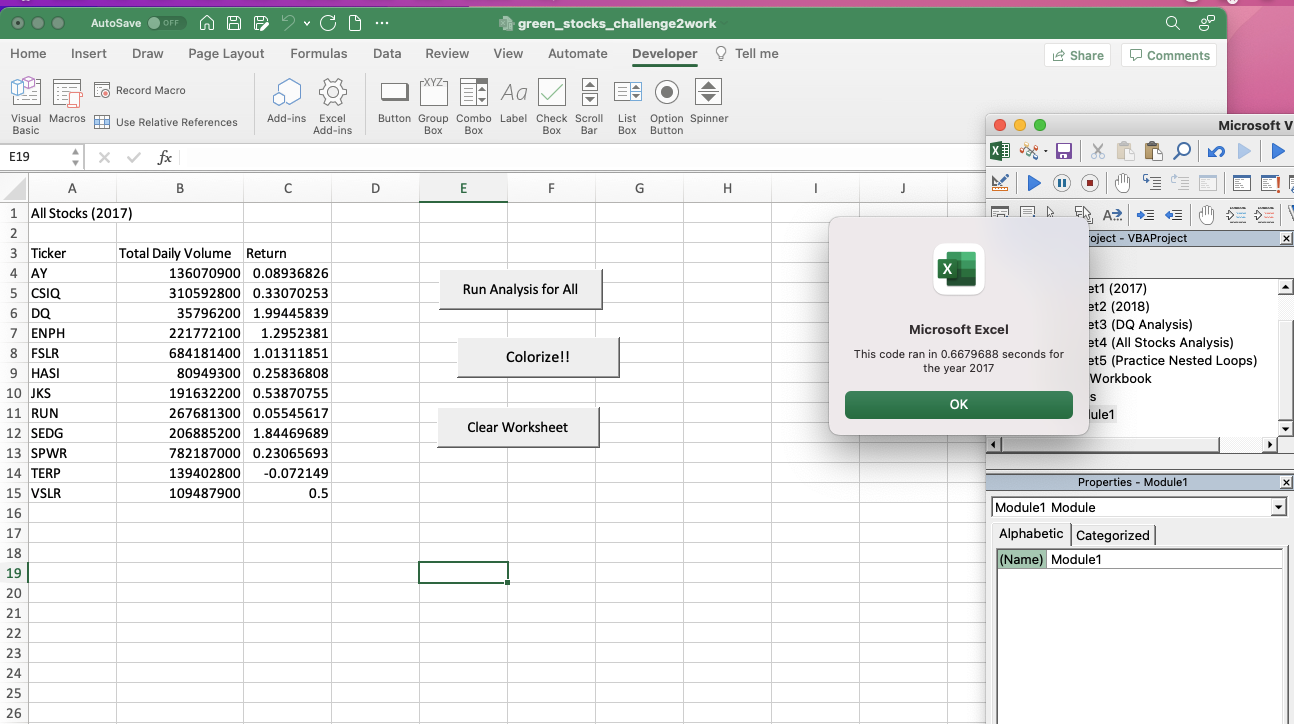 AutoSave OFF green_stocks_challenge2work
Home Insert Draw Page Layout Formulas Data Review View Automate Developer Tell me Share Comments
Visual Basic
Macros
Record Macro
Use Relative References
Add-ins
Excel Add-ins
Button
Group Box
Combo Box
Label
Check Box
Scroll Bar
List Box
Option Button
Spinner
E19 fx
A B C D E F G H I J
1 All Stocks (2017)
2
3 Ticker Total Daily Volume Return
4 AY 136070900 0.08936826
5 CSIQ 310592800 0.33070253
6 DQ 35796200 1.99445839
7 ENPH 221772100 1.2952381
8 FSLR 684181400 1.01311851
9 HASI 80949300 0.25836808
10 JKS 191632200 0.53870755
11 RUN 267681300 0.05545617
12 SEDG 206885200 1.84469689
13 SPWR 782187000 0.23065693
14 TERP 139402800 -0.072149
15 VSLR 109487900 0.5
16
17
18
19
20
21
22
23
24
25
26
Run Analysis for All
Colorize!!
Clear Worksheet
Microsoft Excel
This code ran in 0.6679688 seconds for
the year 2017
OK
Microsoft V
oject - VBAProject
et1 (2017)
et2 (2018)
et3 (DQ Analysis)
et4 (All Stocks Analysis)
et5 (Practice Nested Loops)
Workbook
s
ule1
Properties - Module1
Module1 Module
Alphabetic Categorized
(Name) Module1